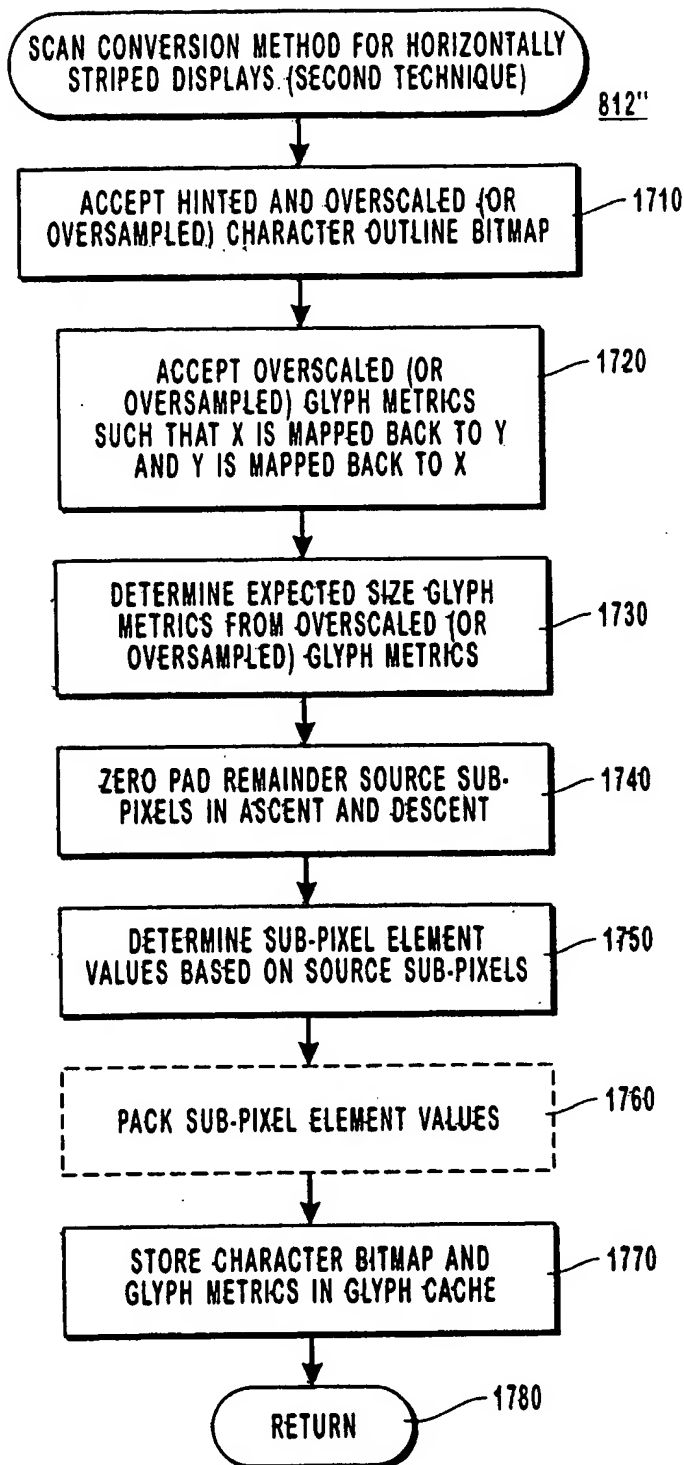 SCAN CONVERSION METHOD FOR HORIZONTALLY
STRIPED DISPLAYS (SECOND TECHNIQUE)
812"
ACCEPT HINTED AND OVERSCALED (OR
OVERSAMPLED) CHARACTER OUTLINE BITMAP
1710
ACCEPT OVERSCALED (OR
OVERSAMPLED) GLYPH METRICS
SUCH THAT X IS MAPPED BACK TO Y
AND Y IS MAPPED BACK TO X
1720
DETERMINE EXPECTED SIZE GLYPH
METRICS FROM OVERSCALED (OR
OVERSAMPLED) GLYPH METRICS
1730
ZERO PAD REMAINDER SOURCE SUB-
PIXELS IN ASCENT AND DESCENT
1740
DETERMINE SUB-PIXEL ELEMENT
VALUES BASED ON SOURCE SUB-PIXELS
1750
PACK SUB-PIXEL ELEMENT VALUES
1760
STORE CHARACTER BITMAP AND
GLYPH METRICS IN GLYPH CACHE
1770
RETURN
1780